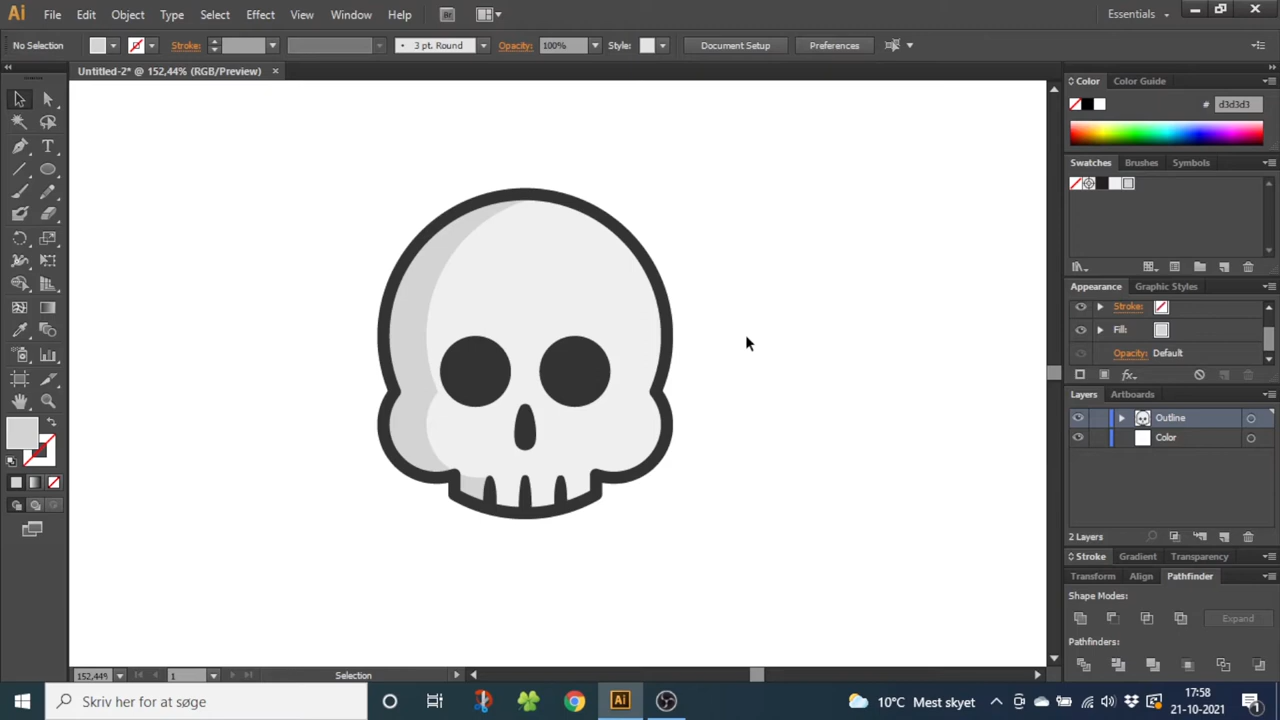 Ai File Edit Object Type Select Effect View Window Help Br Essentials
No Selection Stroke: 3 pt. Round Opacity: 100% Style: Document Setup Preferences
Untitled-2* @ 152,44% (RGB/Preview)
Color Color Guide
# d3d3d3
Swatches Brushes Symbols
Appearance Graphic Styles
Stroke:
Fill:
Opacity: Default
fx
Layers Artboards
Outline
Color
2 Layers
Stroke Gradient Transparency
Transform Align Pathfinder
Shape Modes:
Expand
Pathfinders:
152,44% 1 Selection
Skriv her for at søge Ai 10°C Mest skyet 17:58
21-10-2021 1